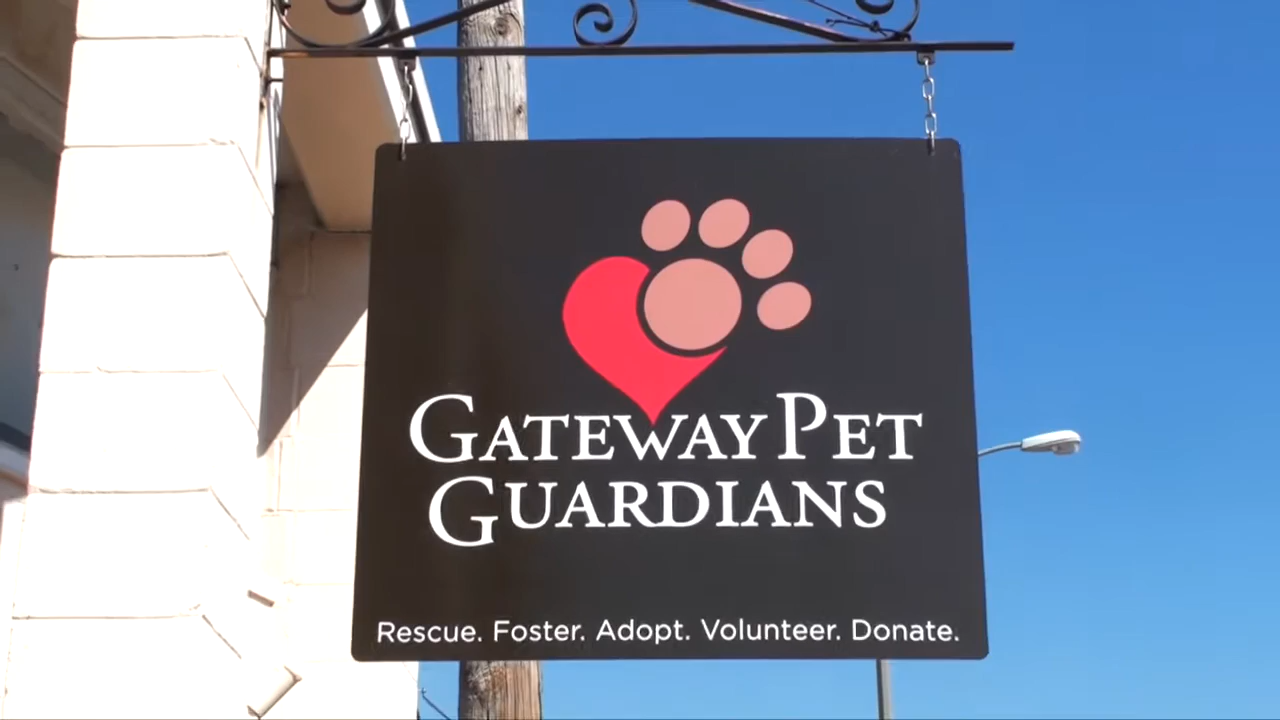 GATEWAY PET
GUARDIANS
Rescue. Foster. Adopt. Volunteer. Donate.